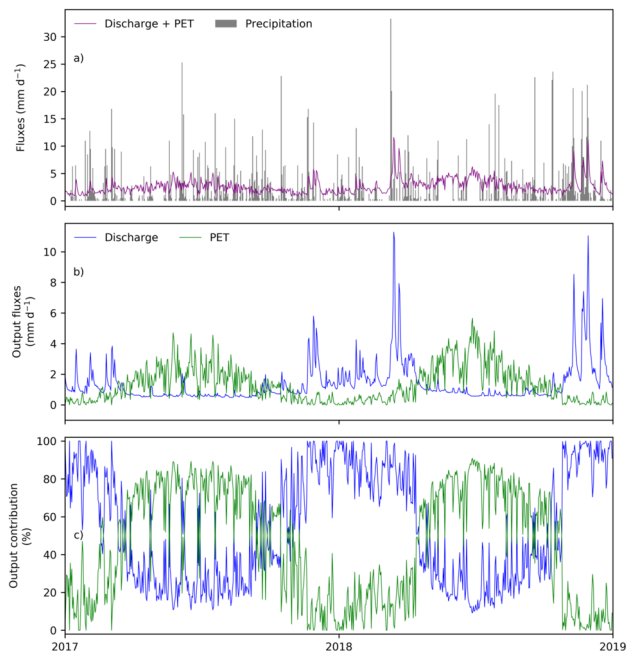 Discharge + PET
Precipitation
a)
Fluxes (mm d⁻¹)
35
30
25
20
15
10
5
0
Discharge
PET
b)
Output fluxes
(mm d⁻¹)
10
8
6
4
2
0
c)
Output contribution
(%)
100
80
60
40
20
0
2017
2018
2019